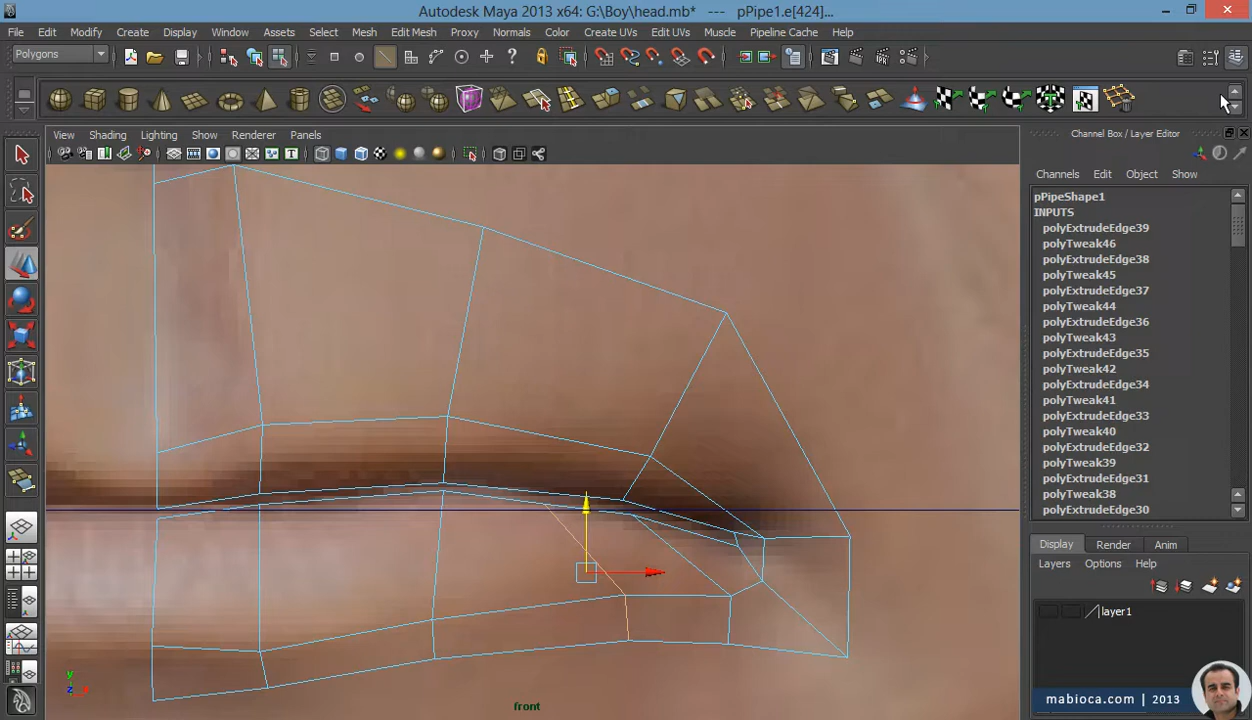 Autodesk Maya 2013 x64: G:\Boy\head.mb* --- pPipe1.e[424]...
File Edit Modify Create Display Window Assets Select Mesh Edit Mesh Proxy Normals Color Create UVs Edit UVs Muscle Pipeline Cache Help
Polygons
View Shading Lighting Show Renderer Panels
Channel Box / Layer Editor
Channels Edit Object Show
pPipeShape1
INPUTS
polyExtrudeEdge39
polyTweak46
polyExtrudeEdge38
polyTweak45
polyExtrudeEdge37
polyTweak44
polyExtrudeEdge36
polyTweak43
polyExtrudeEdge35
polyTweak42
polyExtrudeEdge34
polyTweak41
polyExtrudeEdge33
polyTweak40
polyExtrudeEdge32
polyTweak39
polyExtrudeEdge31
polyTweak38
polyExtrudeEdge30
Display Render Anim
Layers Options Help
layer1
y
z x
front
mabioca.com | 2013